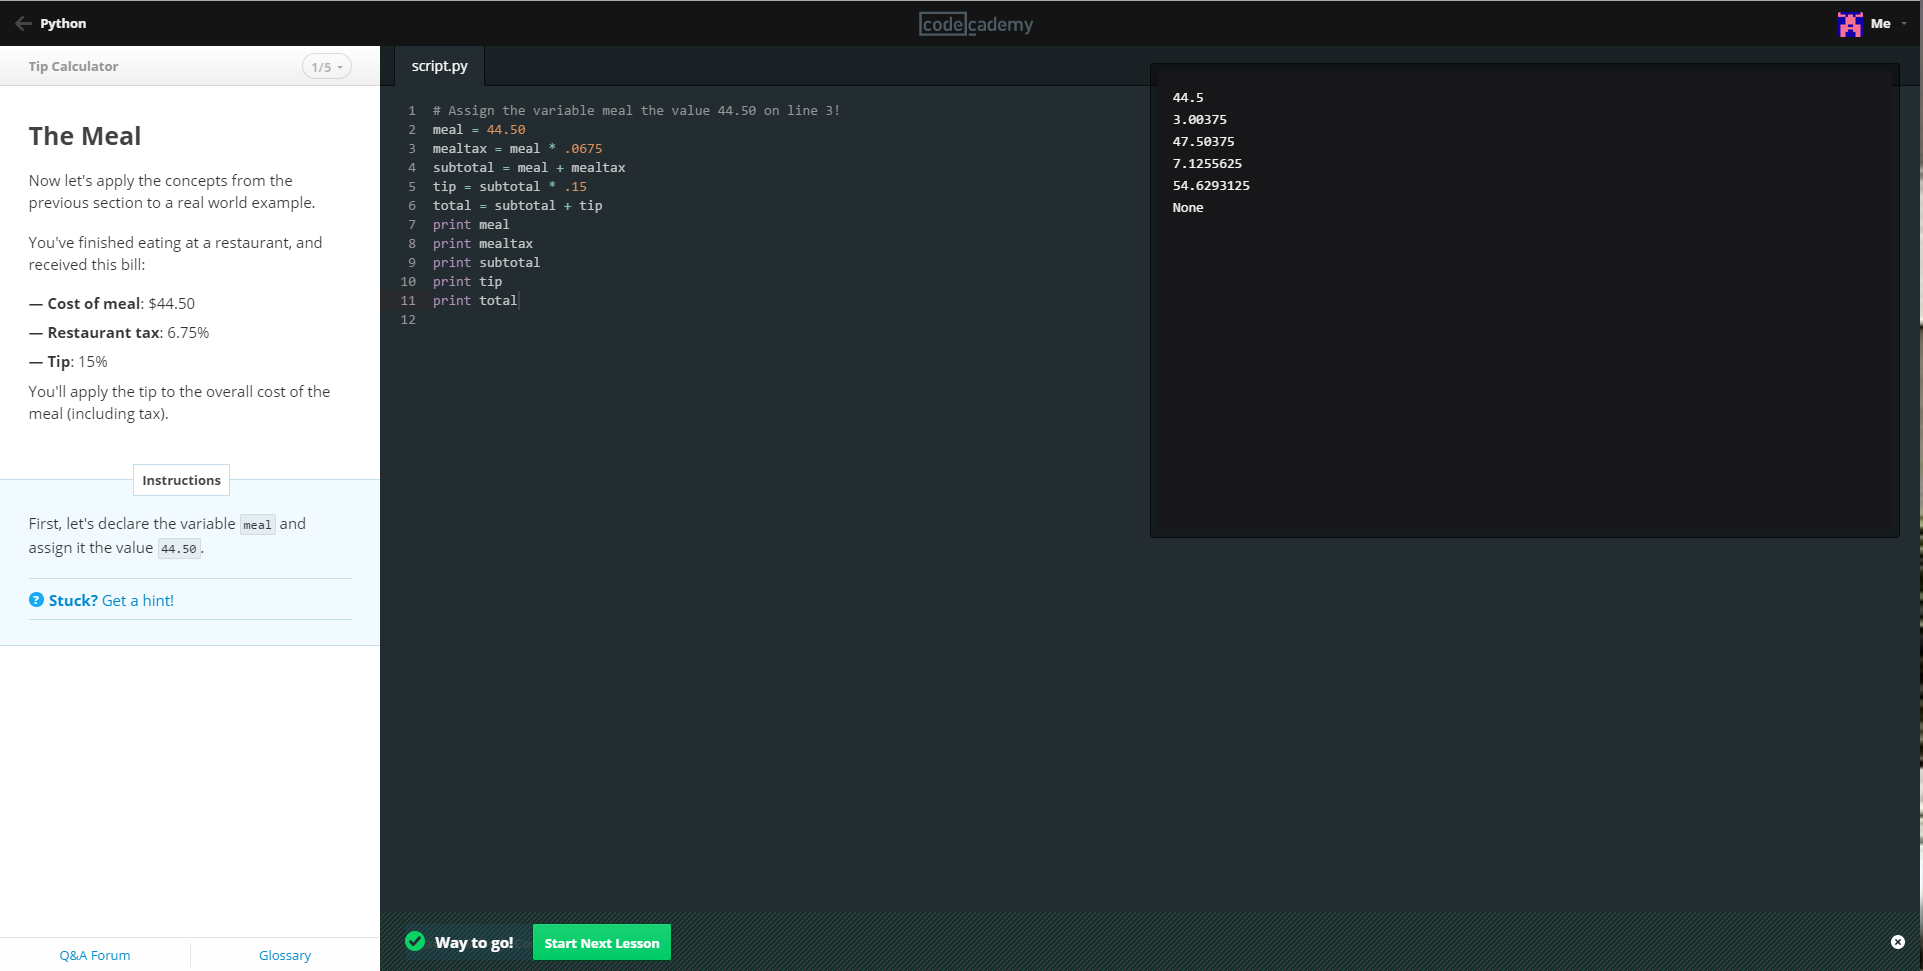 Python
codecademy
Me
Tip Calculator
1/5
The Meal
Now let's apply the concepts from the
previous section to a real world example.
You've finished eating at a restaurant, and
received this bill:
— Cost of meal: $44.50
— Restaurant tax: 6.75%
— Tip: 15%
You'll apply the tip to the overall cost of the
meal (including tax).
Instructions
First, let's declare the variable meal and
assign it the value 44.50.
? Stuck? Get a hint!
Q&A Forum
Glossary
script.py
1 # Assign the variable meal the value 44.50 on line 3!
2 meal = 44.50
3 mealtax = meal * .0675
4 subtotal = meal + mealtax
5 tip = subtotal * .15
6 total = subtotal + tip
7 print meal
8 print mealtax
9 print subtotal
10 print tip
11 print total
12
44.5
3.00375
47.50375
7.1255625
54.6293125
None
Way to go!
Start Next Lesson